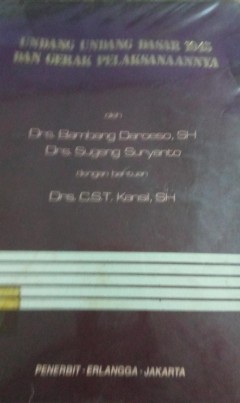 UNDANG UNDANG DASAR 1945
DAN GERAK PELAKSANAANNYA
oleh
Drs. Bambang Daroeso, SH
Drs. Sugeng Suryanto
dengan bantuan
Drs. C.S.T. Kansil, SH
PENERBIT : ERLANGGA - JAKARTA